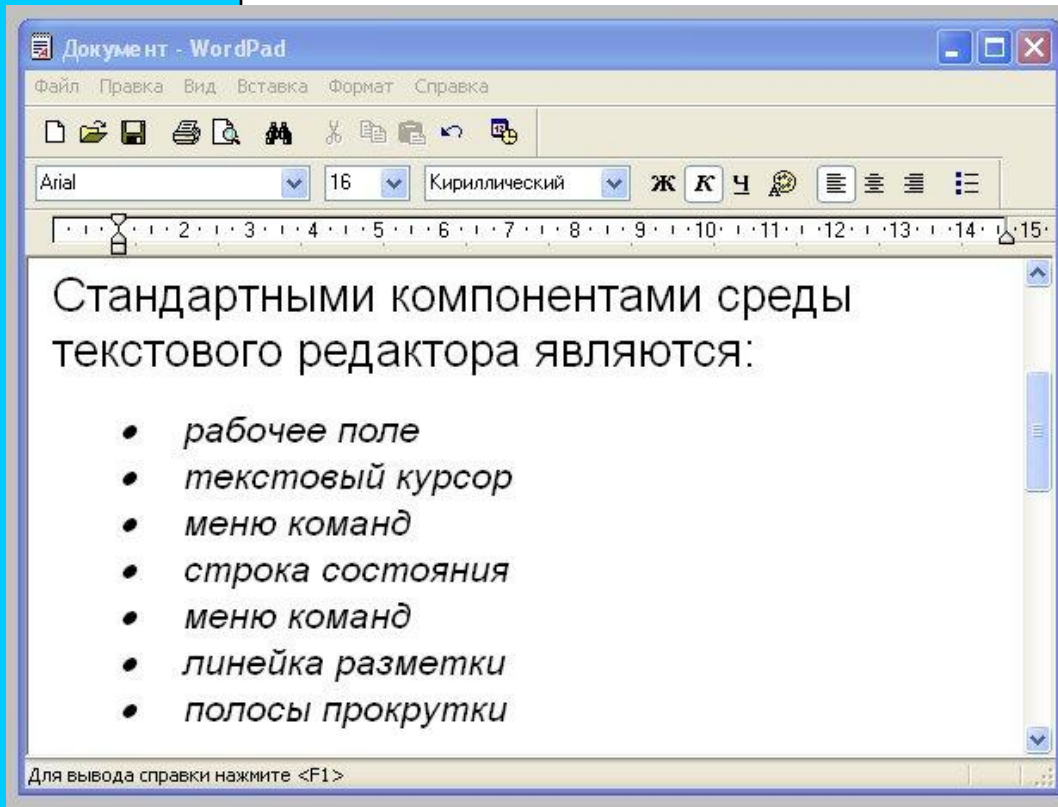 Документ - WordPad
Файл Правка Вид Вставка Формат Справка
Arial 16 Кириллический Ж К Ч
1 2 3 4 5 6 7 8 9 10 11 12 13 14 15
Стандартными компонентами среды
текстового редактора являются:
• рабочее поле
• текстовый курсор
• меню команд
• строка состояния
• меню команд
• линейка разметки
• полосы прокрутки
Для вывода справки нажмите <F1>